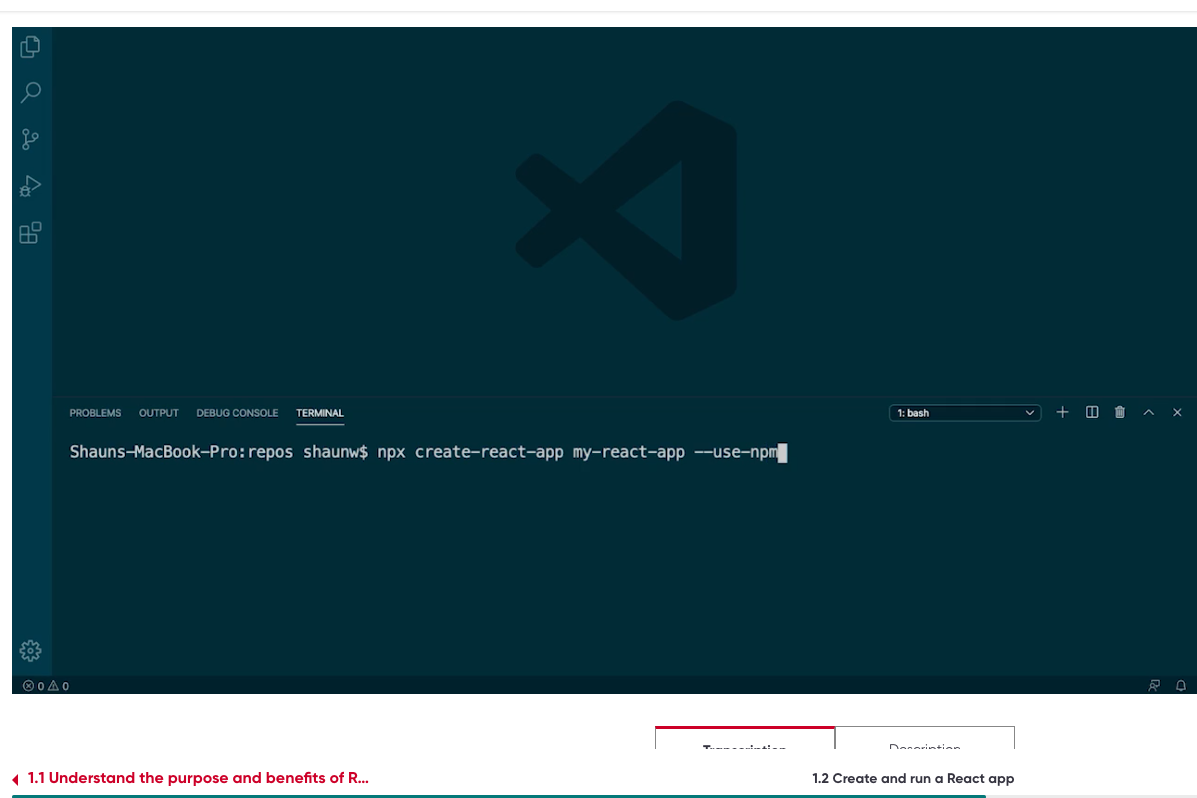 PROBLEMS OUTPUT DEBUG CONSOLE TERMINAL 1: bash
Shauns-MacBook-Pro:repos shaunw$ npx create-react-app my-react-app --use-npm
0 0
Transcription Description
1.1 Understand the purpose and benefits of R... 1.2 Create and run a React app